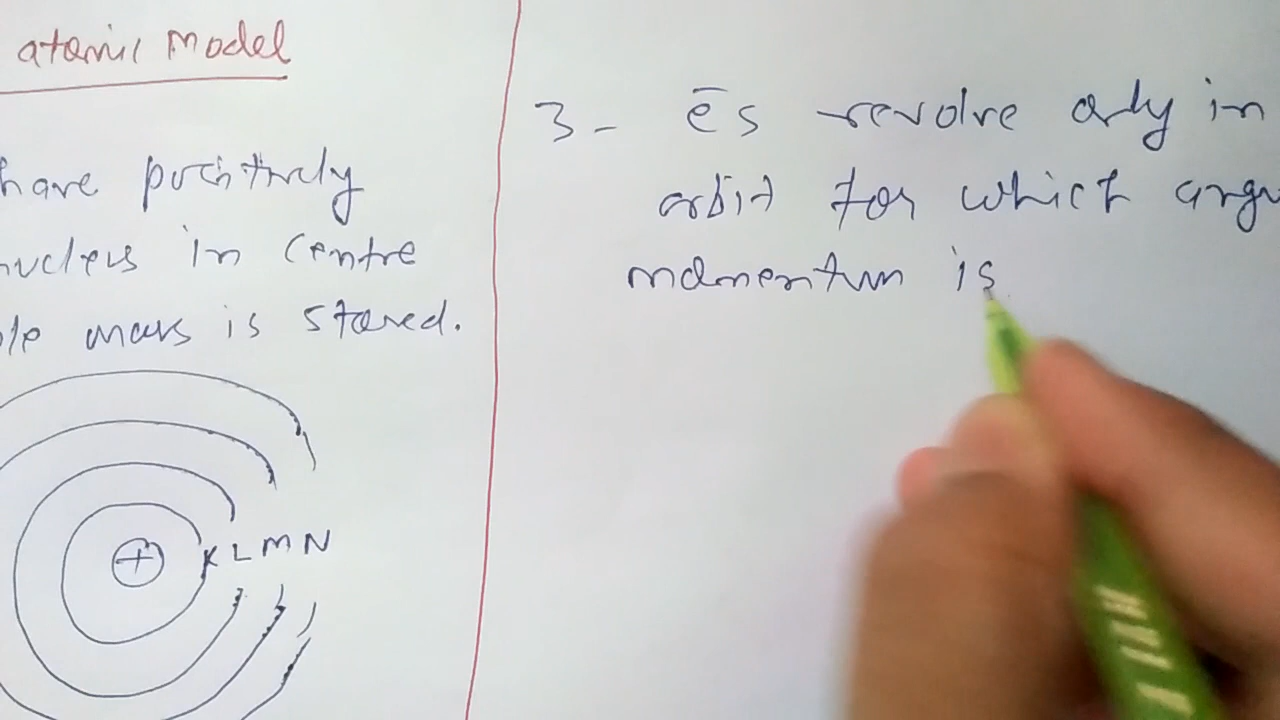 atomic Model
have positively
nucleus in centre
mass is stored.
K L M N
3 - ēs revolve only in
orbit for which angu
momentum is